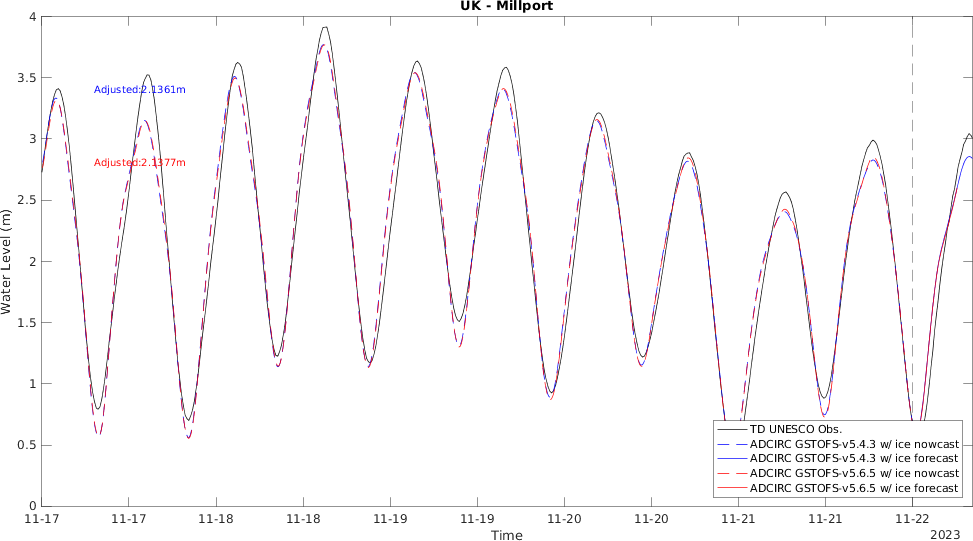 UK - Millport
4
3.5
3
2.5
2
1.5
1
0.5
0
Water Level (m)
Adjusted:2.1361m
Adjusted:2.1377m
TD UNESCO Obs.
ADCIRC GSTOFS-v5.4.3 w/ ice nowcast
ADCIRC GSTOFS-v5.4.3 w/ ice forecast
ADCIRC GSTOFS-v5.6.5 w/ ice nowcast
ADCIRC GSTOFS-v5.6.5 w/ ice forecast
11-17 11-17 11-18 11-18 11-19 11-19 11-20 11-20 11-21 11-21 11-22
Time
2023